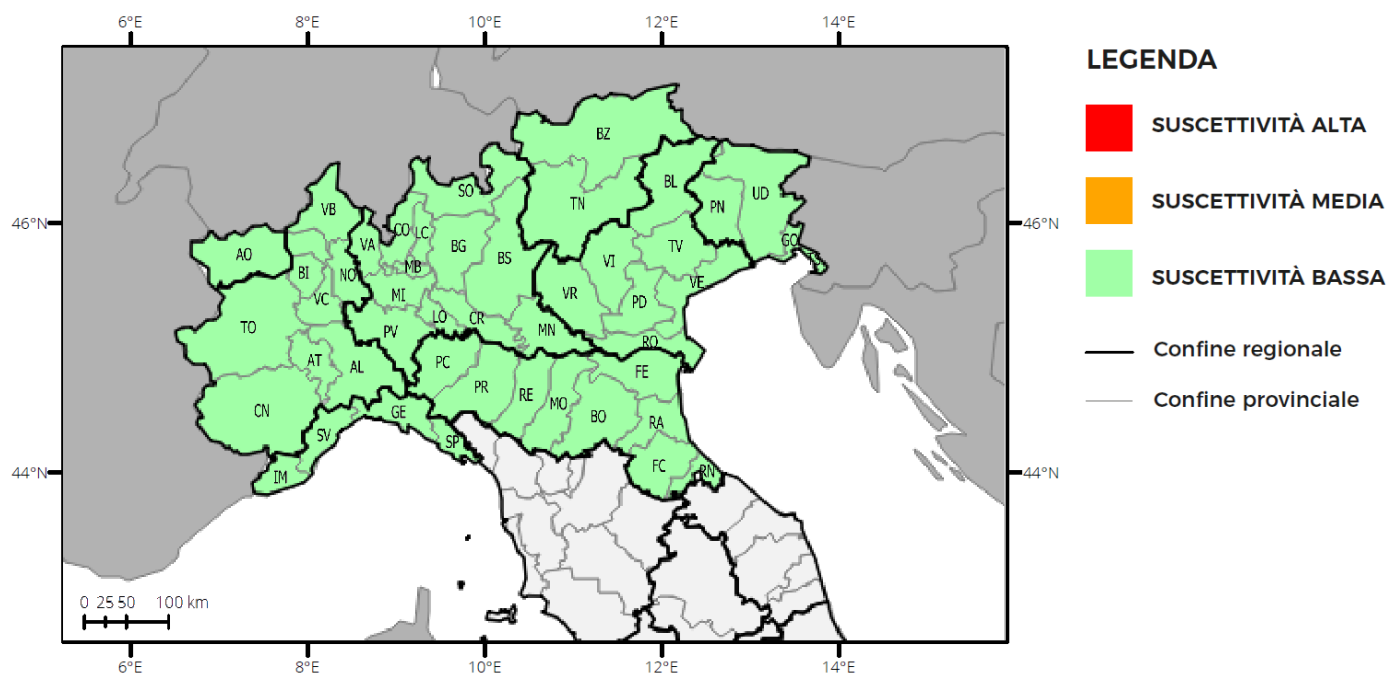 6°E 8°E 10°E 12°E 14°E
LEGENDA
SUSCETTIVITÀ ALTA
SUSCETTIVITÀ MEDIA
SUSCETTIVITÀ BASSA
Confine regionale
Confine provinciale
BZ
SO
BL
UD
TN
VB
PN
46°N
46°N
CO
LC
VA
GO
AO
BG
TV
BS
VI
MB
BI
NO
VE
VR
MI
VC
PD
LO
CR
TO
PV
MN
RO
AT
AL
PC
FE
PR
RE
MO
CN
GE
BO
RA
SV
SP
FC
RN
44°N
44°N
IM
0 25 50 100 km
6°E 8°E 10°E 12°E 14°E